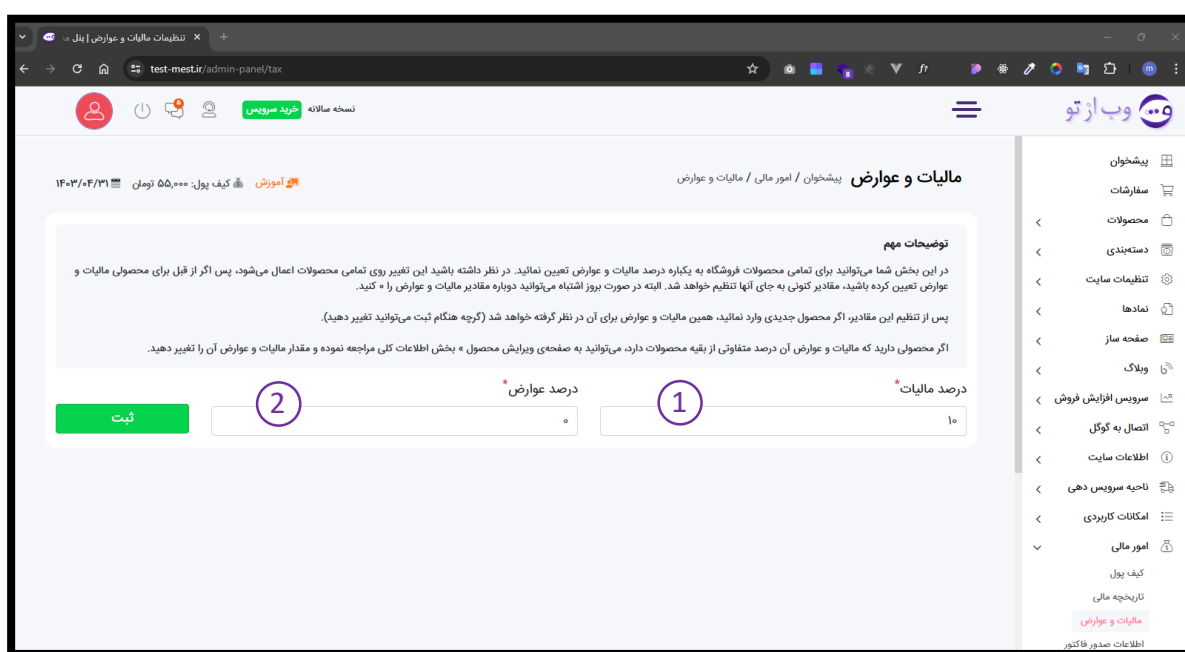 تنظیمات مالیات و عوارض | پنل مد
test-mest.ir/admin-panel/tax
وب از تو
نسخه سالانه خرید سرویس
مالیات و عوارض پیشخوان / امور مالی / مالیات و عوارض
آموزش کیف پول: ۵۵,۰۰۰ تومان ۱۴۰۳/۰۴/۳۱
توضیحات مهم
در این بخش شما می‌توانید برای تمامی محصولات فروشگاه به یکباره درصد مالیات و عوارض تعیین نمائید. در نظر داشته باشید این تغییر روی تمامی محصولات اعمال می‌شود، پس اگر از قبل برای محصولی مالیات و
عوارض تعیین کرده باشید، مقادیر کنونی به جای آنها تنظیم خواهد شد. البته در صورت بروز اشتباه می‌توانید دوباره مقادیر مالیات و عوارض را ۰ کنید.
پس از تنظیم این مقادیر، اگر محصول جدیدی وارد نمائید، همین مالیات و عوارض برای آن در نظر گرفته خواهد شد (گرچه هنگام ثبت می‌توانید تغییر دهید).
اگر محصولی دارید که مالیات و عوارض آن درصد متفاوتی از بقیه محصولات دارد، می‌توانید به صفحه‌ی ویرایش محصول » بخش اطلاعات کلی مراجعه نموده و مقدار مالیات و عوارض آن را تغییر دهید.
درصد مالیات*
۱۰
1
درصد عوارض*
۰
2
ثبت
پیشخوان
سفارشات
محصولات
دسته‌بندی
تنظیمات سایت
نمادها
صفحه ساز
وبلاگ
سرویس افزایش فروش
اتصال به گوگل
اطلاعات سایت
ناحیه سرویس دهی
امکانات کاربردی
امور مالی
کیف پول
تاریخچه مالی
مالیات و عوارض
اطلاعات صدور فاکتور